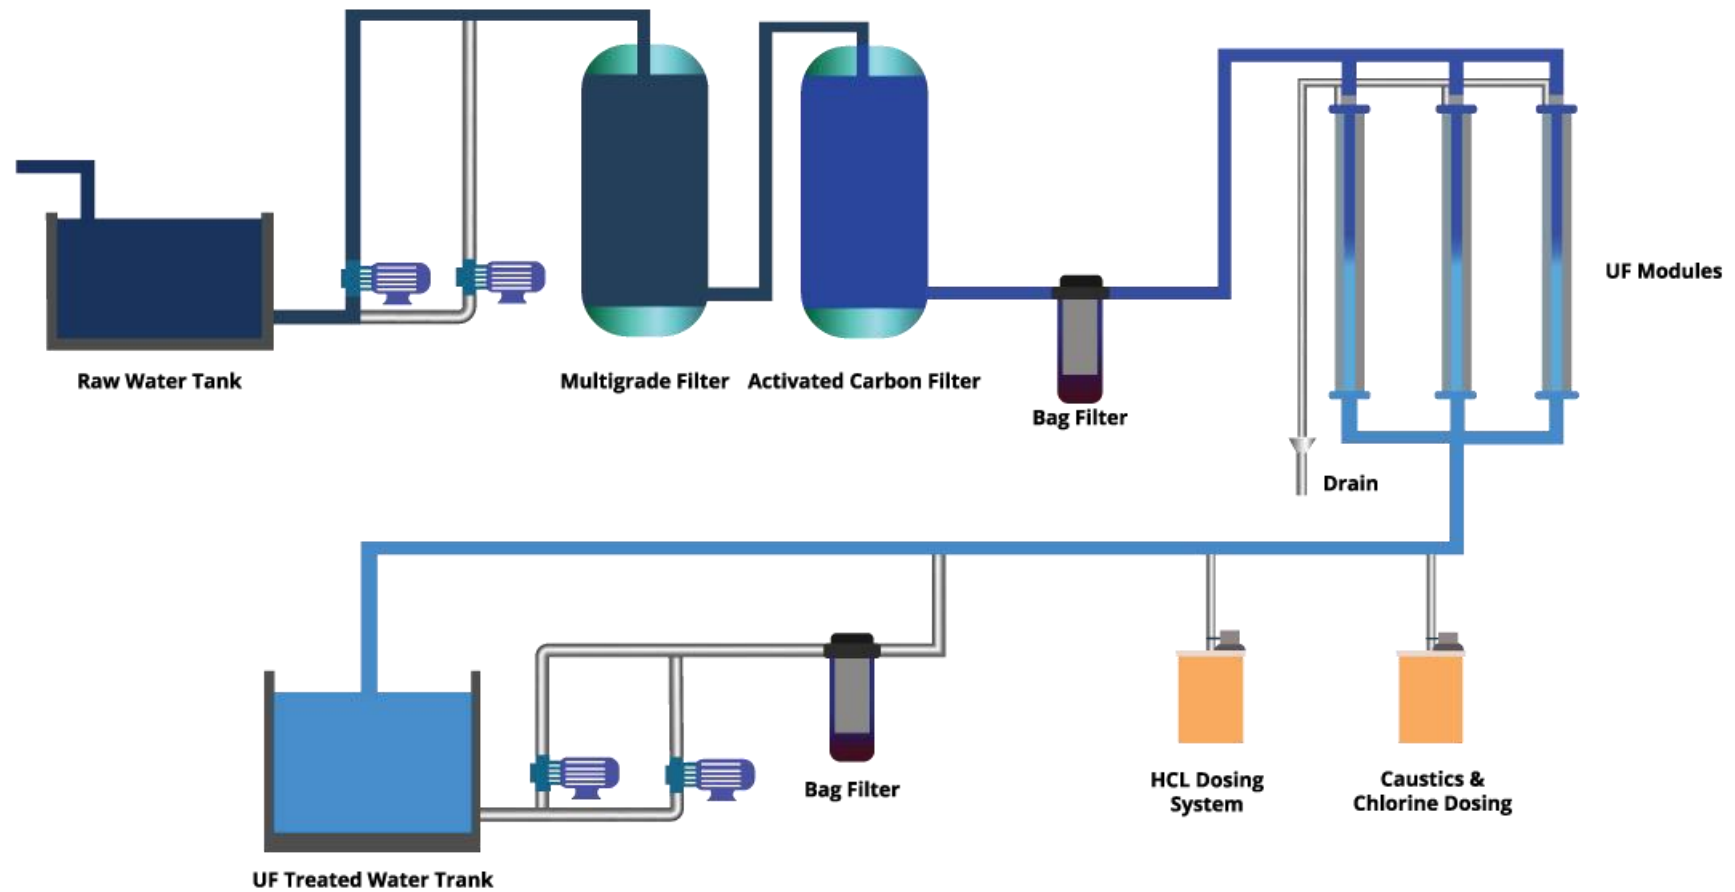 Raw Water Tank
Multigrade Filter
Activated Carbon Filter
Bag Filter
UF Modules
Drain
Bag Filter
HCL Dosing
System
Caustics &
Chlorine Dosing
UF Treated Water Trank